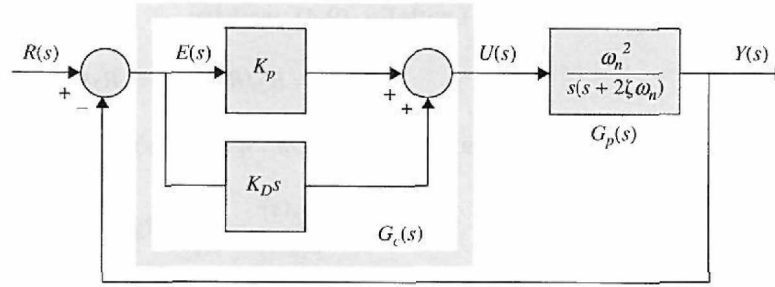 R(s)
E(s)
K_p
U(s)
ω_n^2
s(s + 2ζω_n)
Y(s)
+
−
+
+
G_p(s)
K_D s
G_c(s)